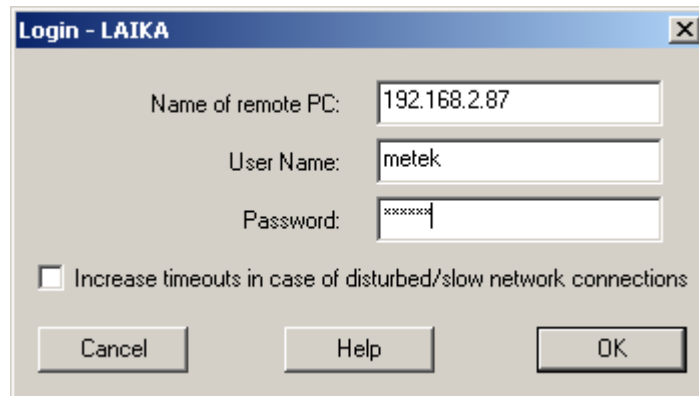 Login - LAIKA
Name of remote PC: 192.168.2.87
User Name: metek
Password: ******
Increase timeouts in case of disturbed/slow network connections
Cancel Help OK